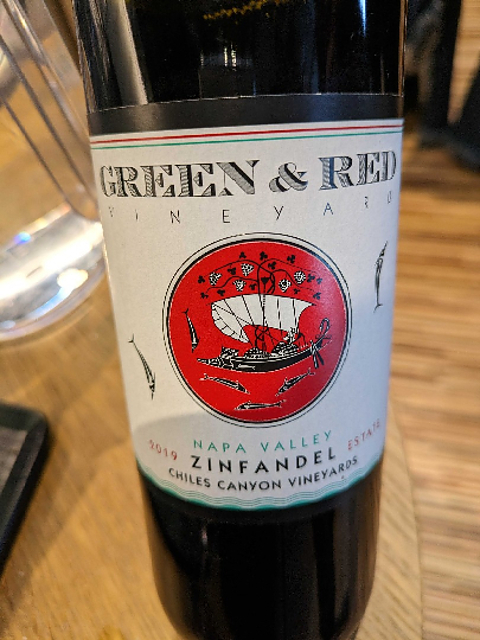 GREEN & RED
VINEYARD
NAPA VALLEY
2019 ZINFANDEL ESTATE
CHILES CANYON VINEYARDS